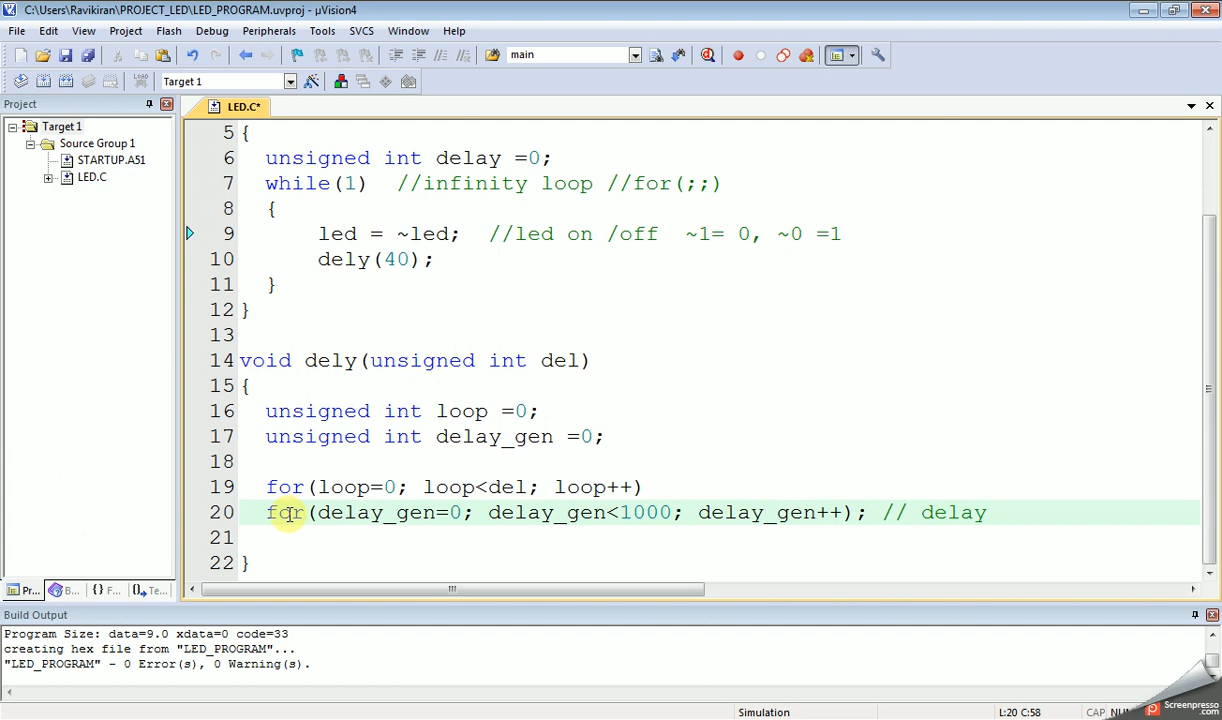 C:\Users\Ravikiran\PROJECT_LED\LED_PROGRAM.uvproj - µVision4
File Edit View Project Flash Debug Peripherals Tools SVCS Window Help
main
LOAD Target 1
Project
LED.C*
Target 1
Source Group 1
STARTUP.A51
LED.C
5 {
6 unsigned int delay =0;
7 while(1) //infinity loop //for(;;)
8 {
9 led = ~led; //led on /off ~1= 0, ~0 =1
10 dely(40);
11 }
12 }
13
14 void dely(unsigned int del)
15 {
16 unsigned int loop =0;
17 unsigned int delay_gen =0;
18
19 for(loop=0; loop<del; loop++)
20 for(delay_gen=0; delay_gen<1000; delay_gen++); // delay
21
22 }
Pr... B... {} F... Te...
Build Output
Program Size: data=9.0 xdata=0 code=33
creating hex file from "LED_PROGRAM"...
"LED_PROGRAM" - 0 Error(s), 0 Warning(s).
Simulation L:20 C:58 CAP
Screenpresso
.com